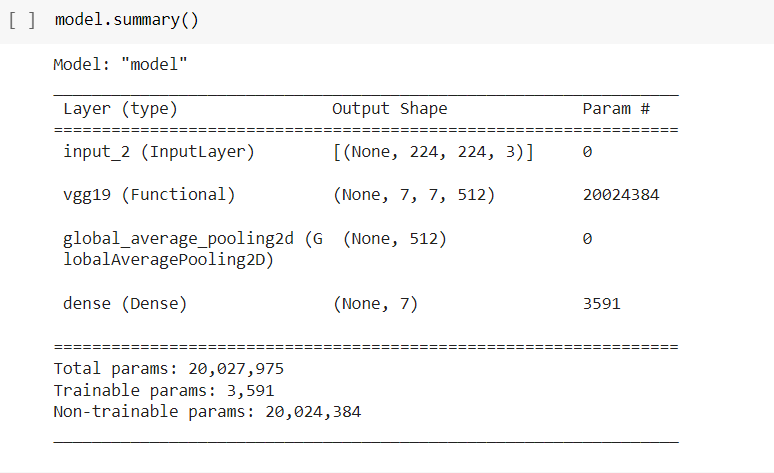 [ ] model.summary()
Model: "model"
_________________________________________________________________
Layer (type) Output Shape Param #
=================================================================
input_2 (InputLayer) [(None, 224, 224, 3)] 0
vgg19 (Functional) (None, 7, 7, 512) 20024384
global_average_pooling2d (G (None, 512) 0
lobalAveragePooling2D)
dense (Dense) (None, 7) 3591
=================================================================
Total params: 20,027,975
Trainable params: 3,591
Non-trainable params: 20,024,384
_________________________________________________________________